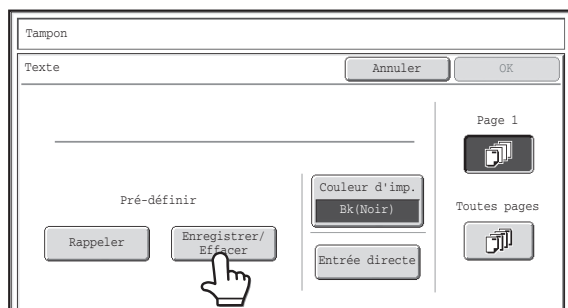 Tampon
Texte
Annuler
OK
Page 1
Couleur d'imp.
Bk(Noir)
Pré-définir
Toutes pages
Rappeler
Enregistrer/
Effacer
Entrée directe